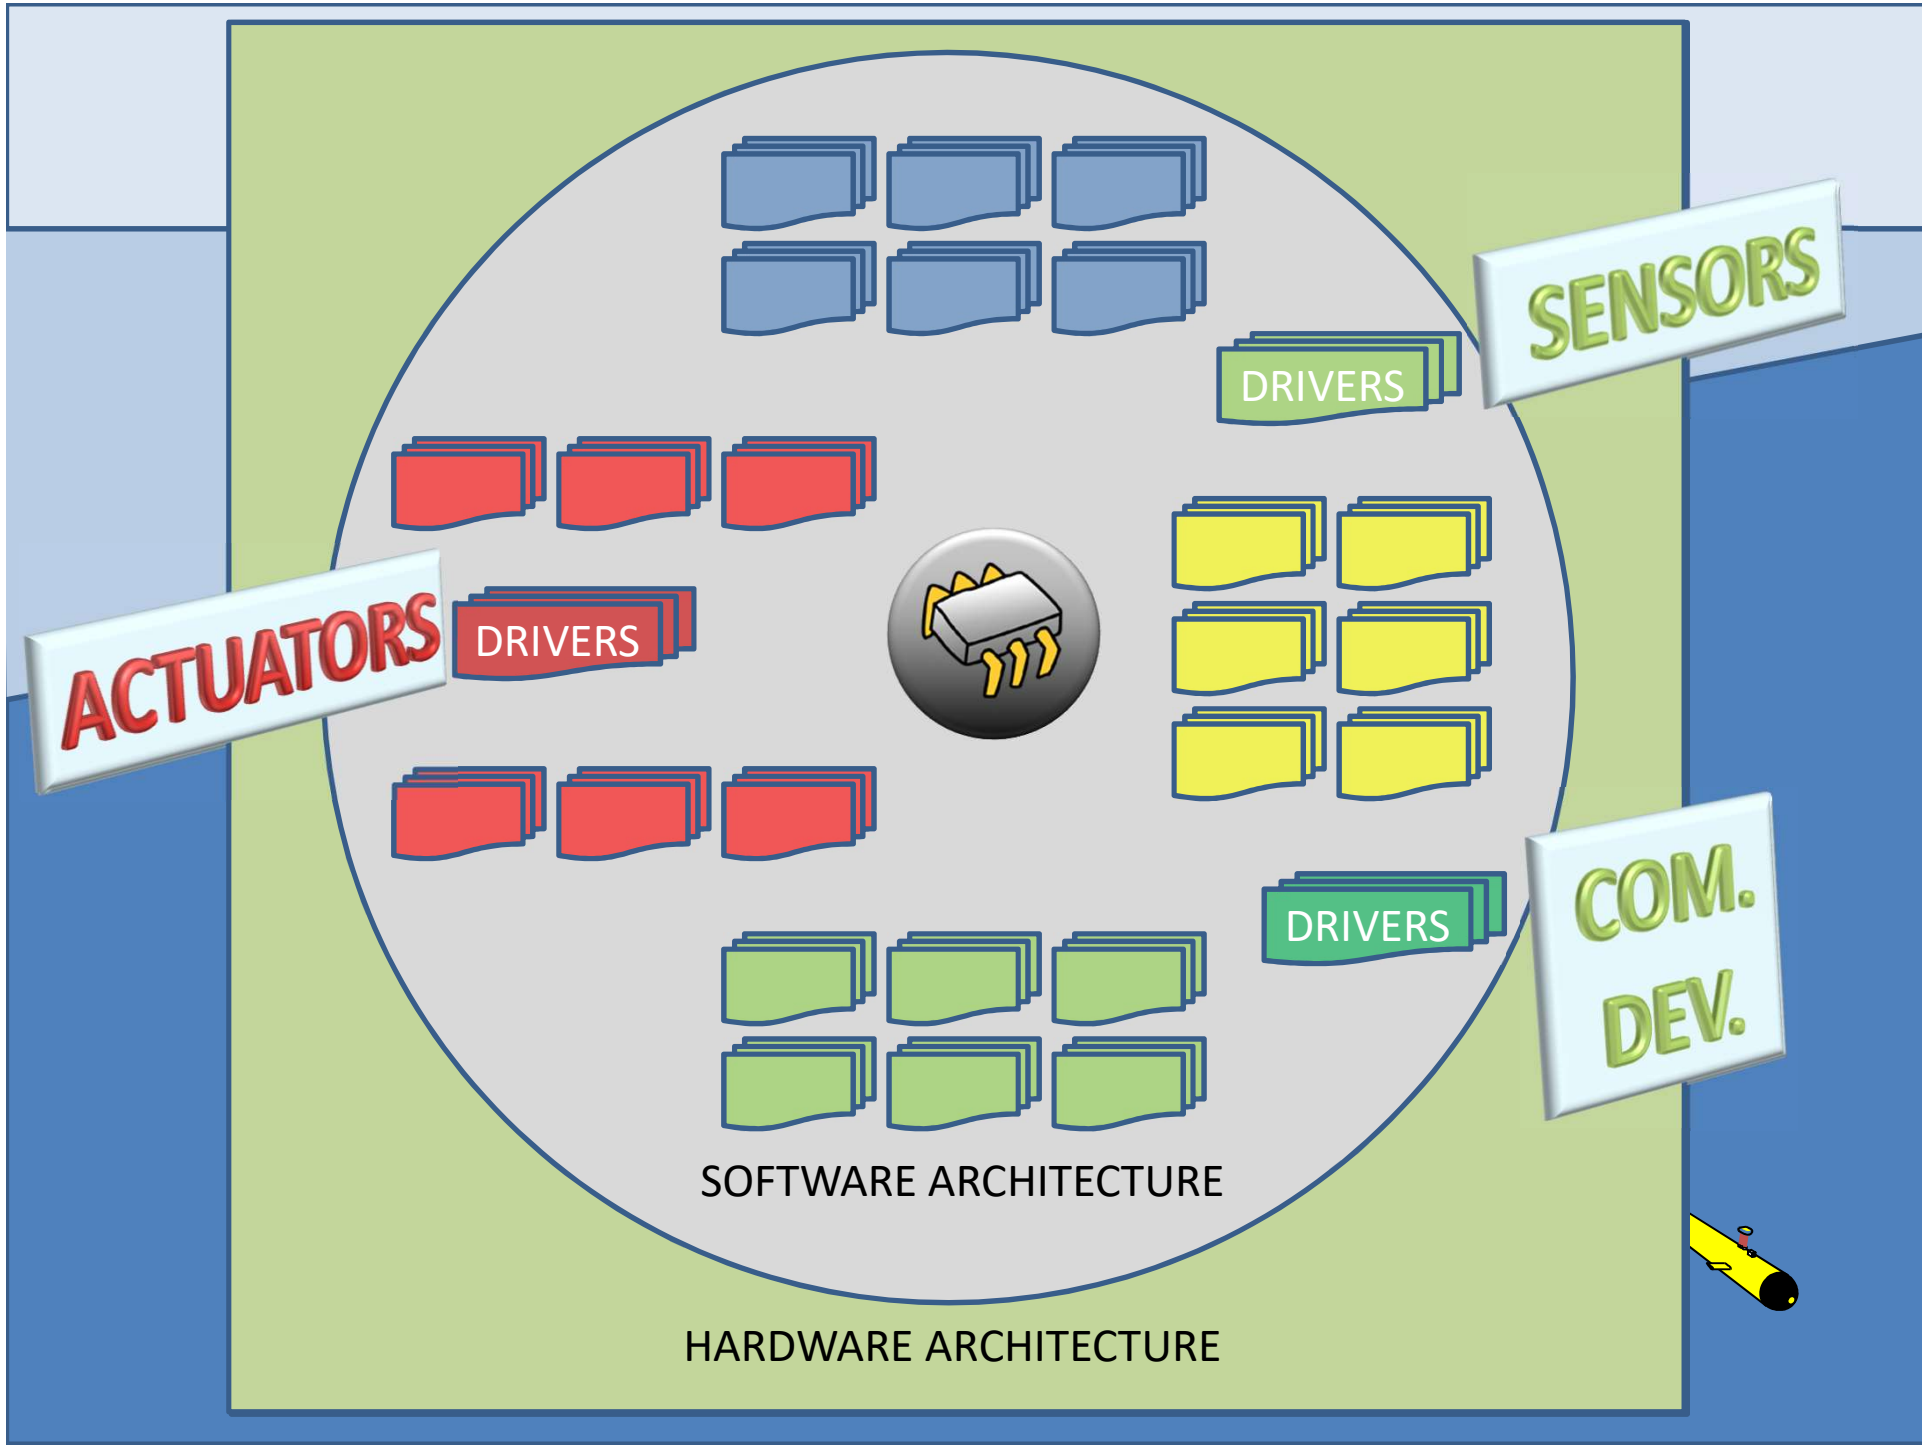 SENSORS
DRIVERS
ACTUATORS
DRIVERS
COM.
DEV.
DRIVERS
SOFTWARE ARCHITECTURE
HARDWARE ARCHITECTURE